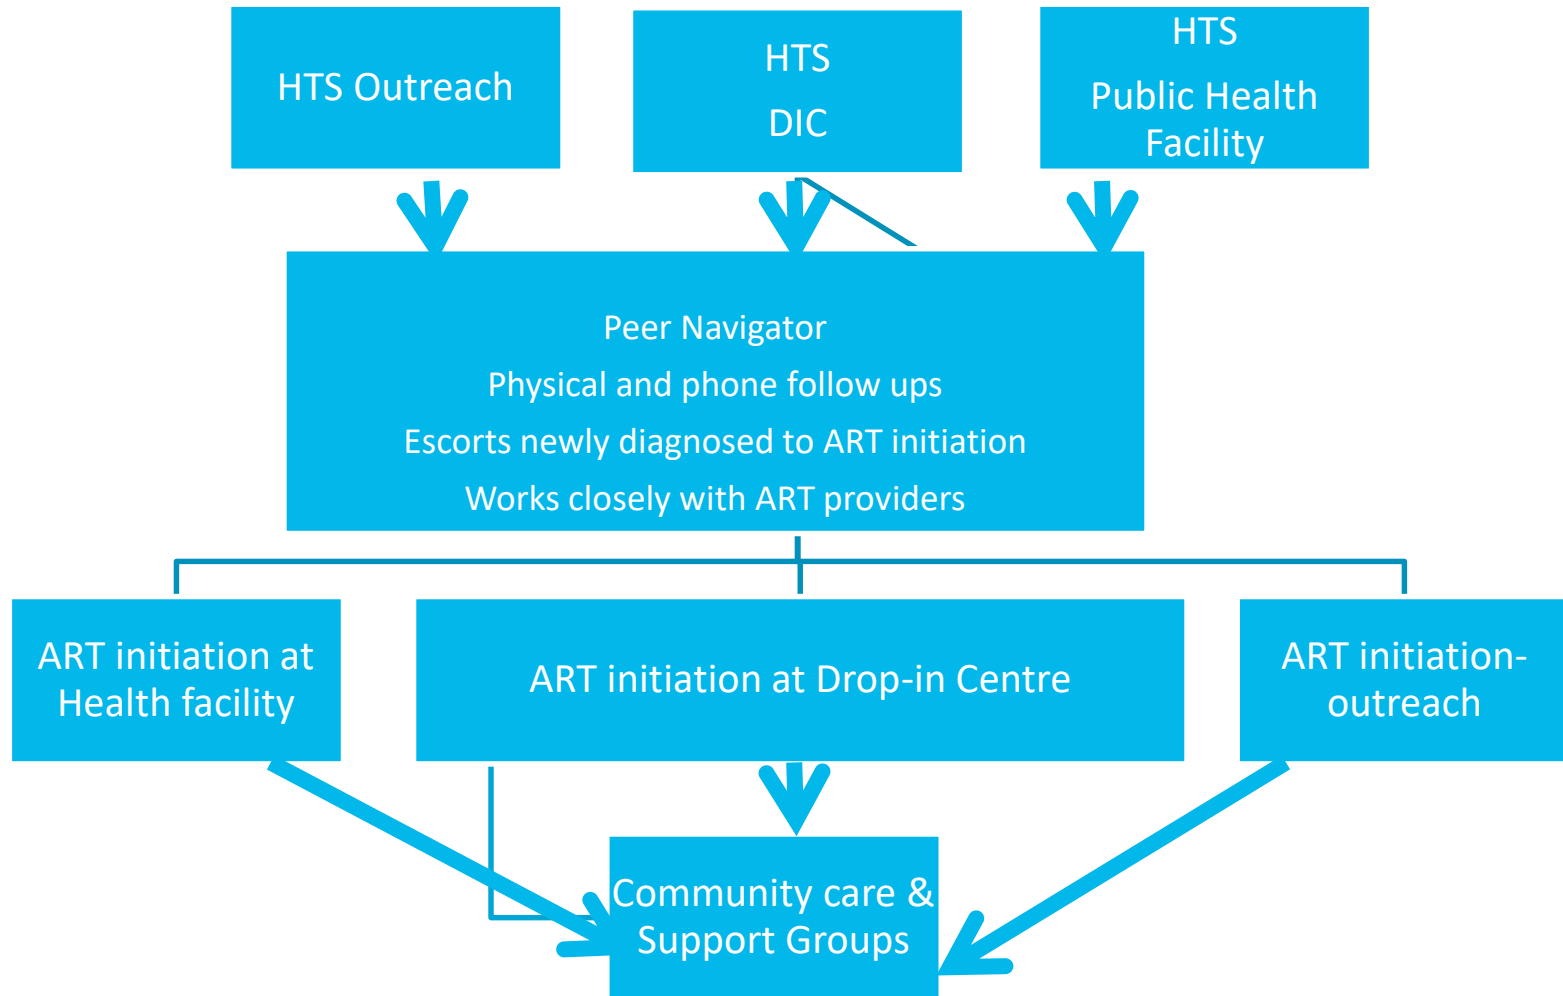 HTS Outreach
HTS
DIC
HTS
Public Health
Facility
Peer Navigator
Physical and phone follow ups
Escorts newly diagnosed to ART initiation
Works closely with ART providers
ART initiation at
Health facility
ART initiation at Drop-in Centre
ART initiation-
outreach
Community care &
Support Groups